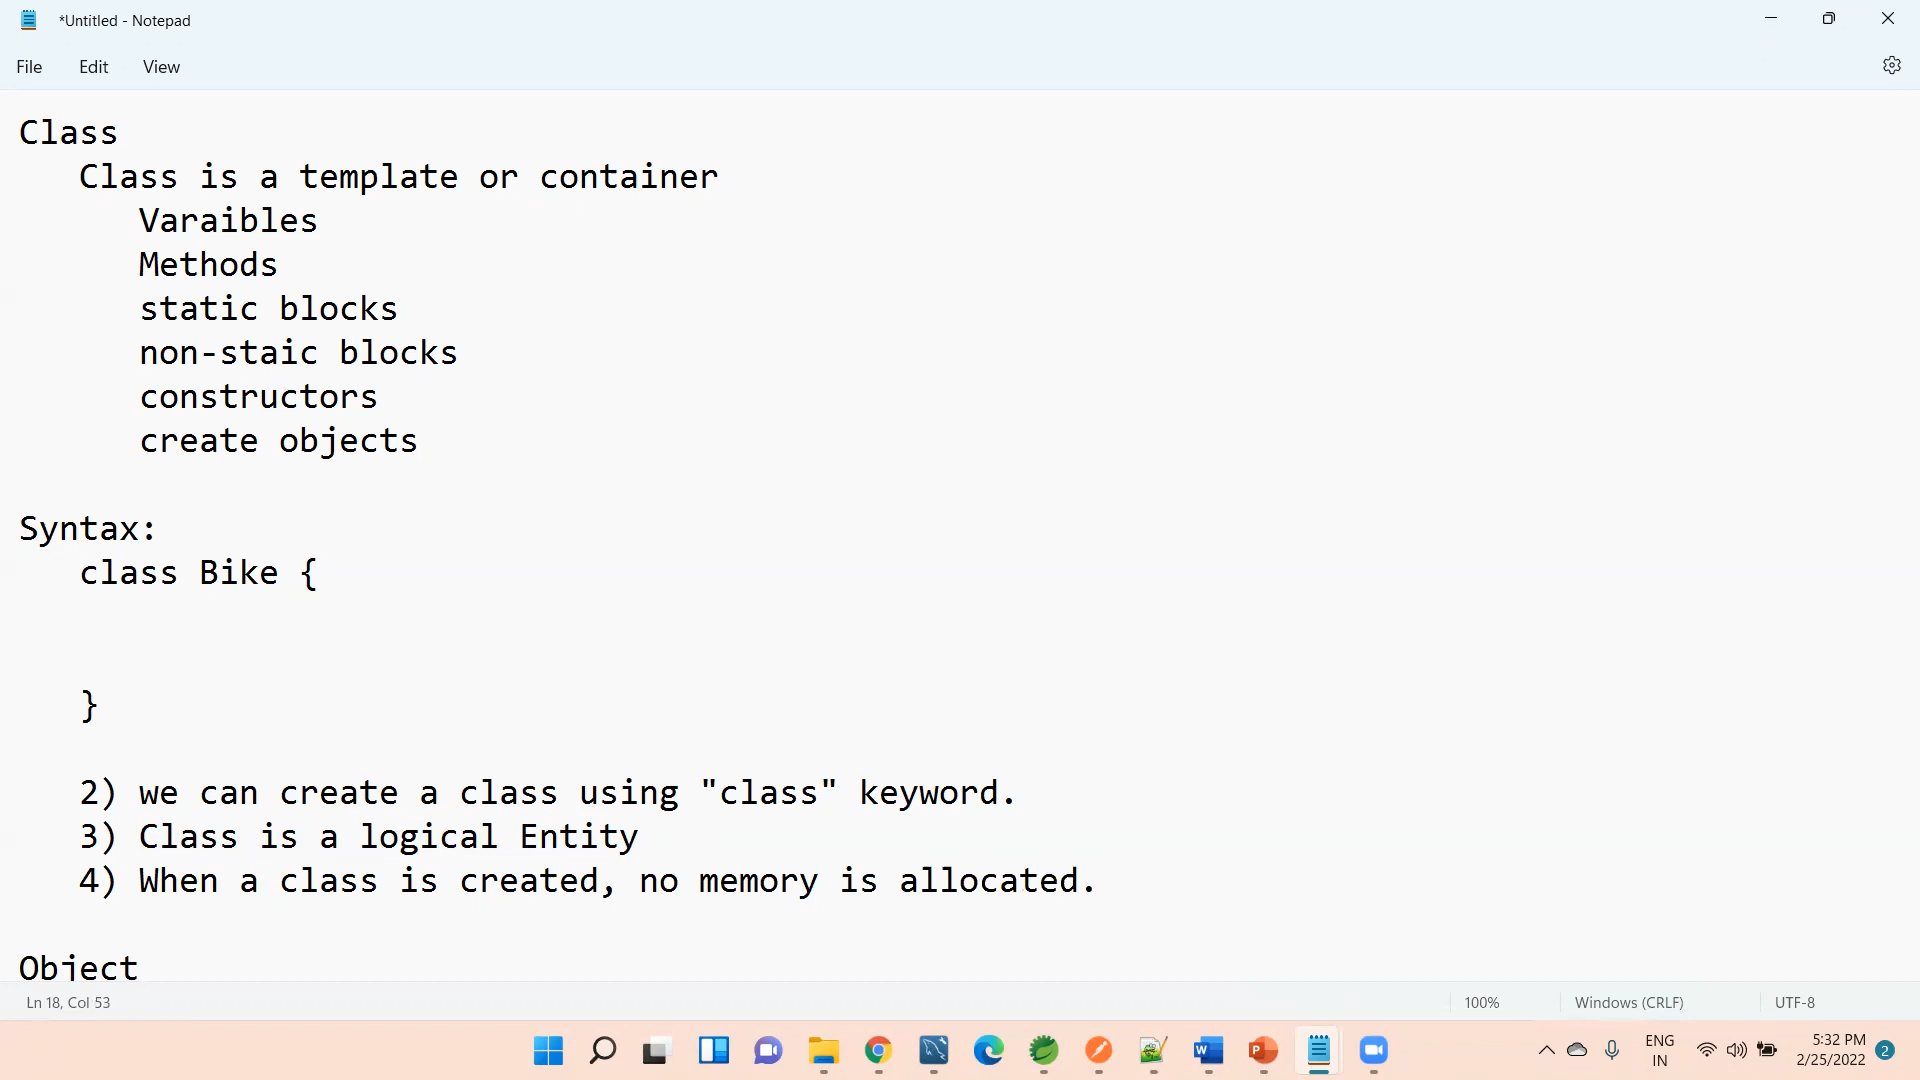 *Untitled - Notepad
File Edit View
Class
Class is a template or container
Varaibles
Methods
static blocks
non-staic blocks
constructors
create objects
Syntax:
class Bike {
}
2) we can create a class using "class" keyword.
3) Class is a logical Entity
4) When a class is created, no memory is allocated.
Object
Ln 18, Col 53 100% Windows (CRLF) UTF-8
ENG 5:32 PM
IN 2/25/2022 2